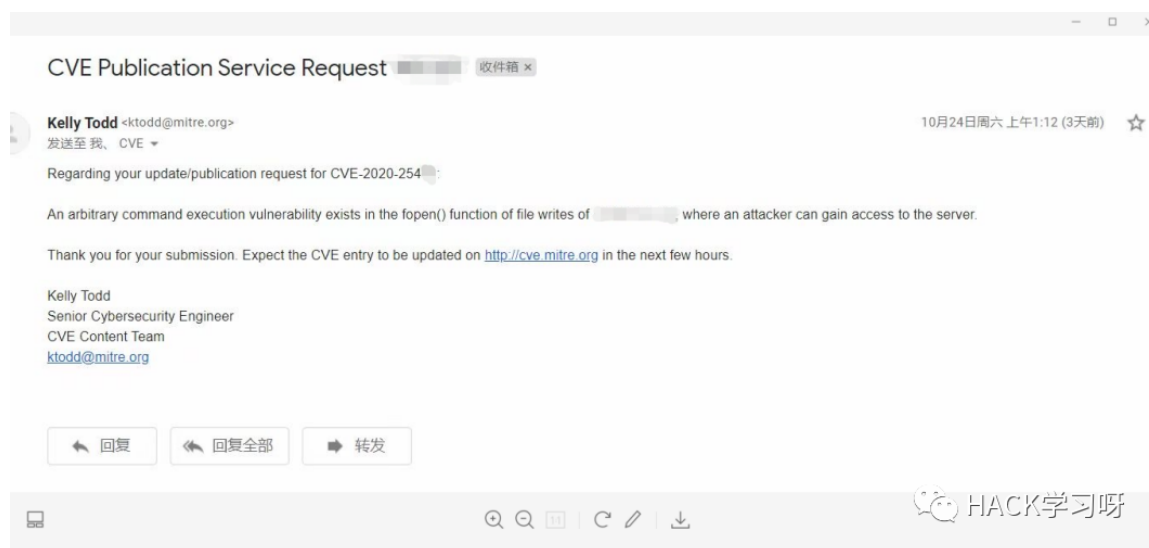 CVE Publication Service Request 收件箱 ×
Kelly Todd <ktodd@mitre.org>
10月24日周六 上午1:12 (3天前)
发送至 我、 CVE
Regarding your update/publication request for CVE-2020-254 :
An arbitrary command execution vulnerability exists in the fopen() function of file writes of , where an attacker can gain access to the server.
Thank you for your submission. Expect the CVE entry to be updated on http://cve.mitre.org in the next few hours.
Kelly Todd
Senior Cybersecurity Engineer
CVE Content Team
ktodd@mitre.org
回复 回复全部 转发
HACK学习呀